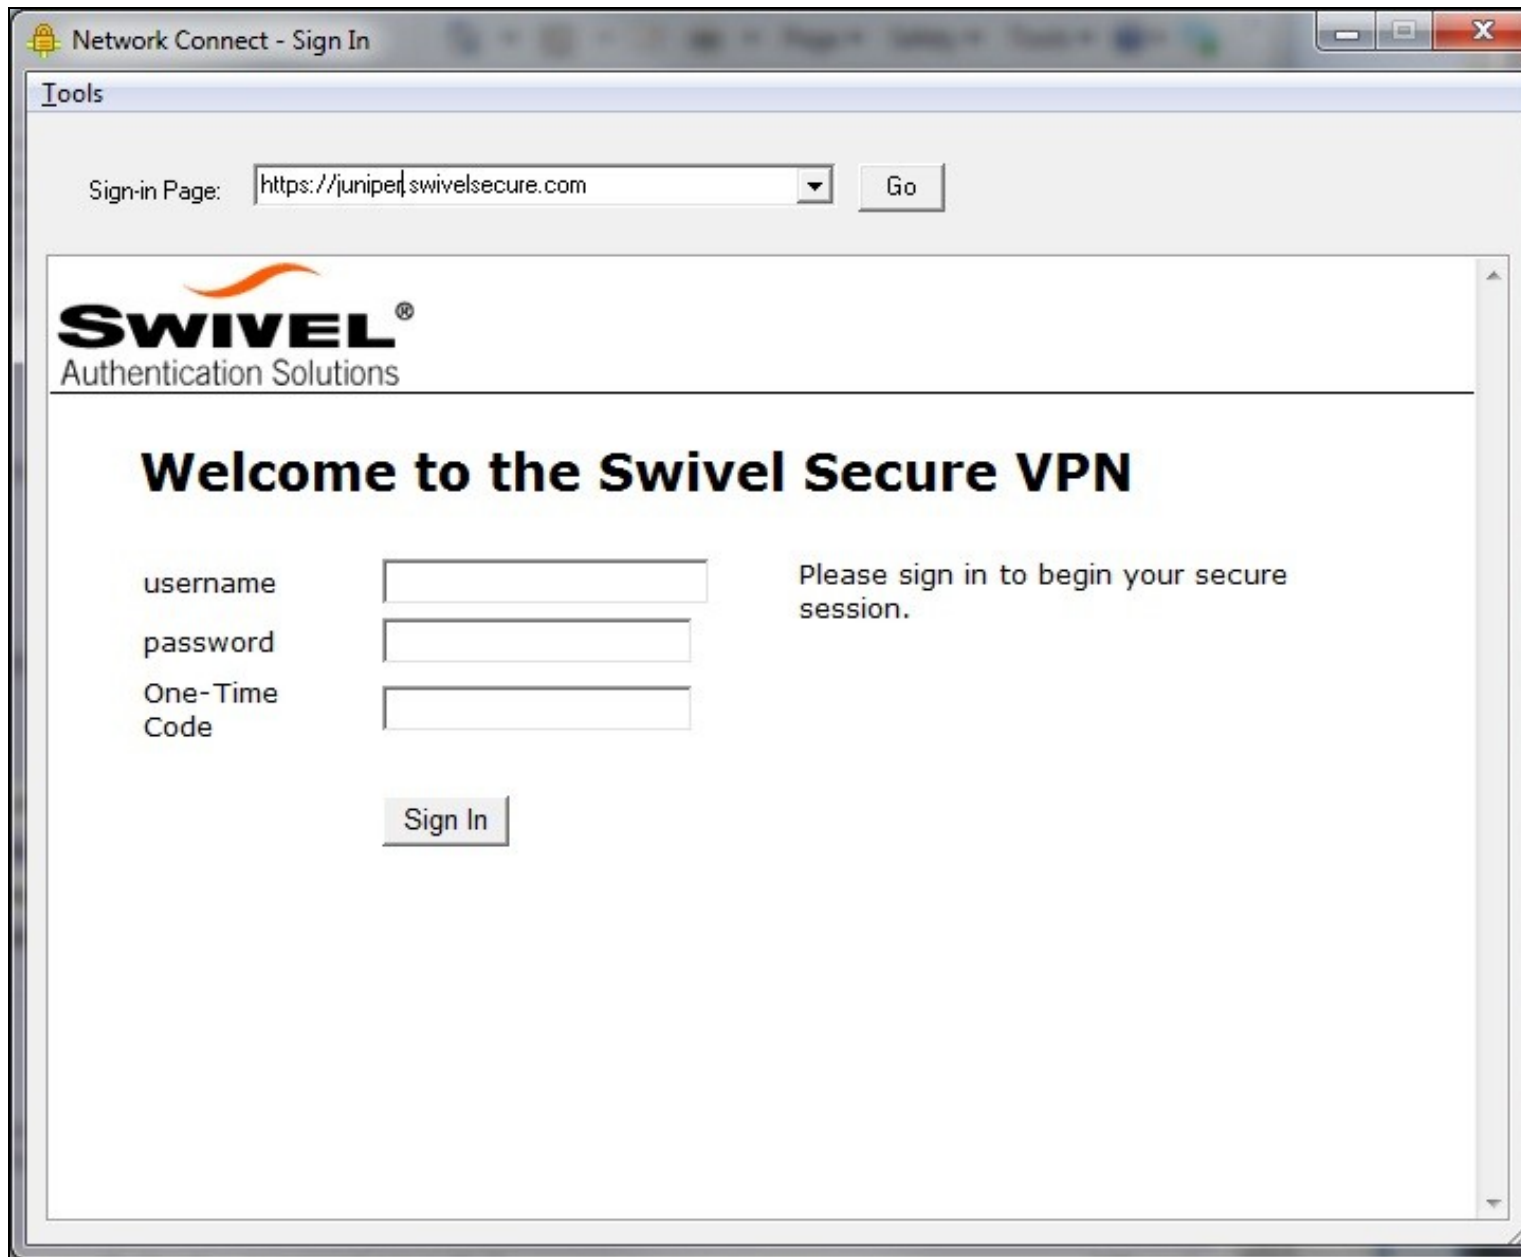 Network Connect - Sign In
Tools
Sign-in Page:
https://juniper.swivelsecure.com
Go
SWIVEL®
Authentication Solutions
Welcome to the Swivel Secure VPN
username
Please sign in to begin your secure
session.
password
One-Time
Code
Sign In